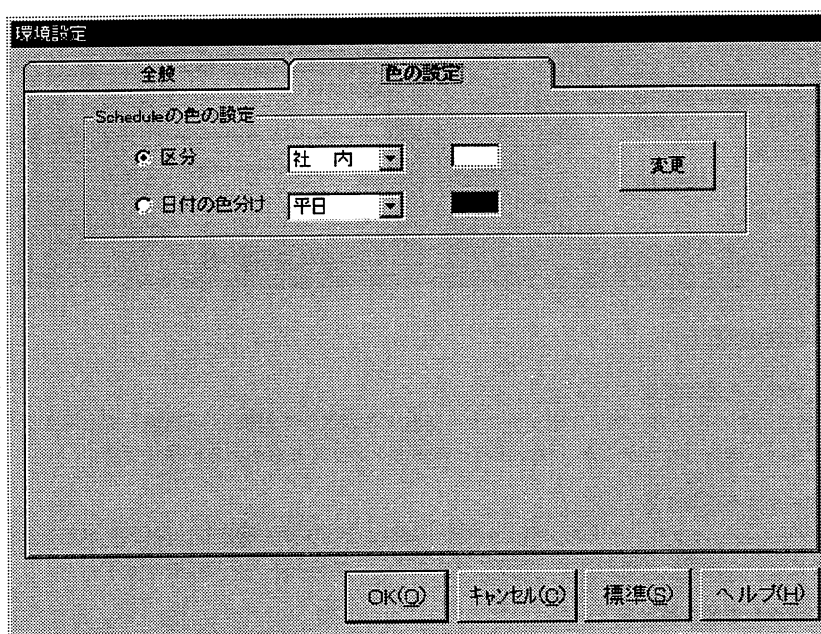 環境設定
全般
色の設定
Scheduleの色の設定
区分
社 内
変更
日付の色分け
平日
OK(O)
キャンセル(C)
標準(S)
ヘルプ(H)